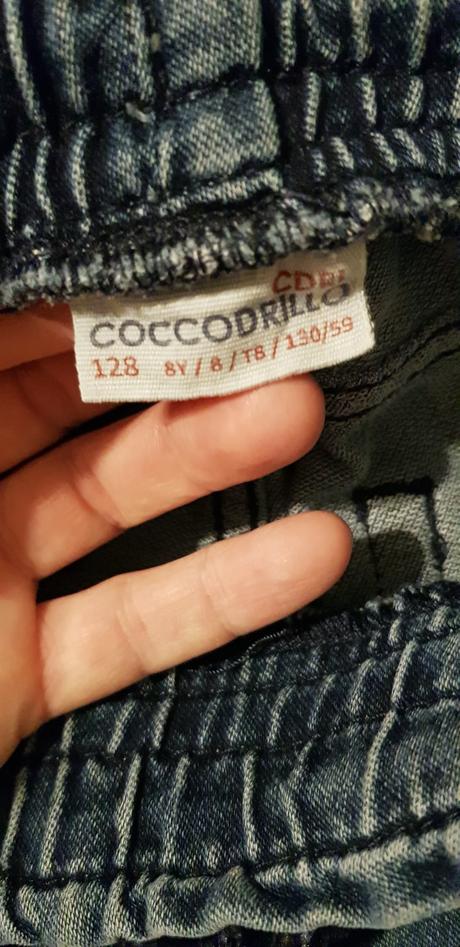 COCCODRILLO
128 8Y / 8 / T8 / 130/59